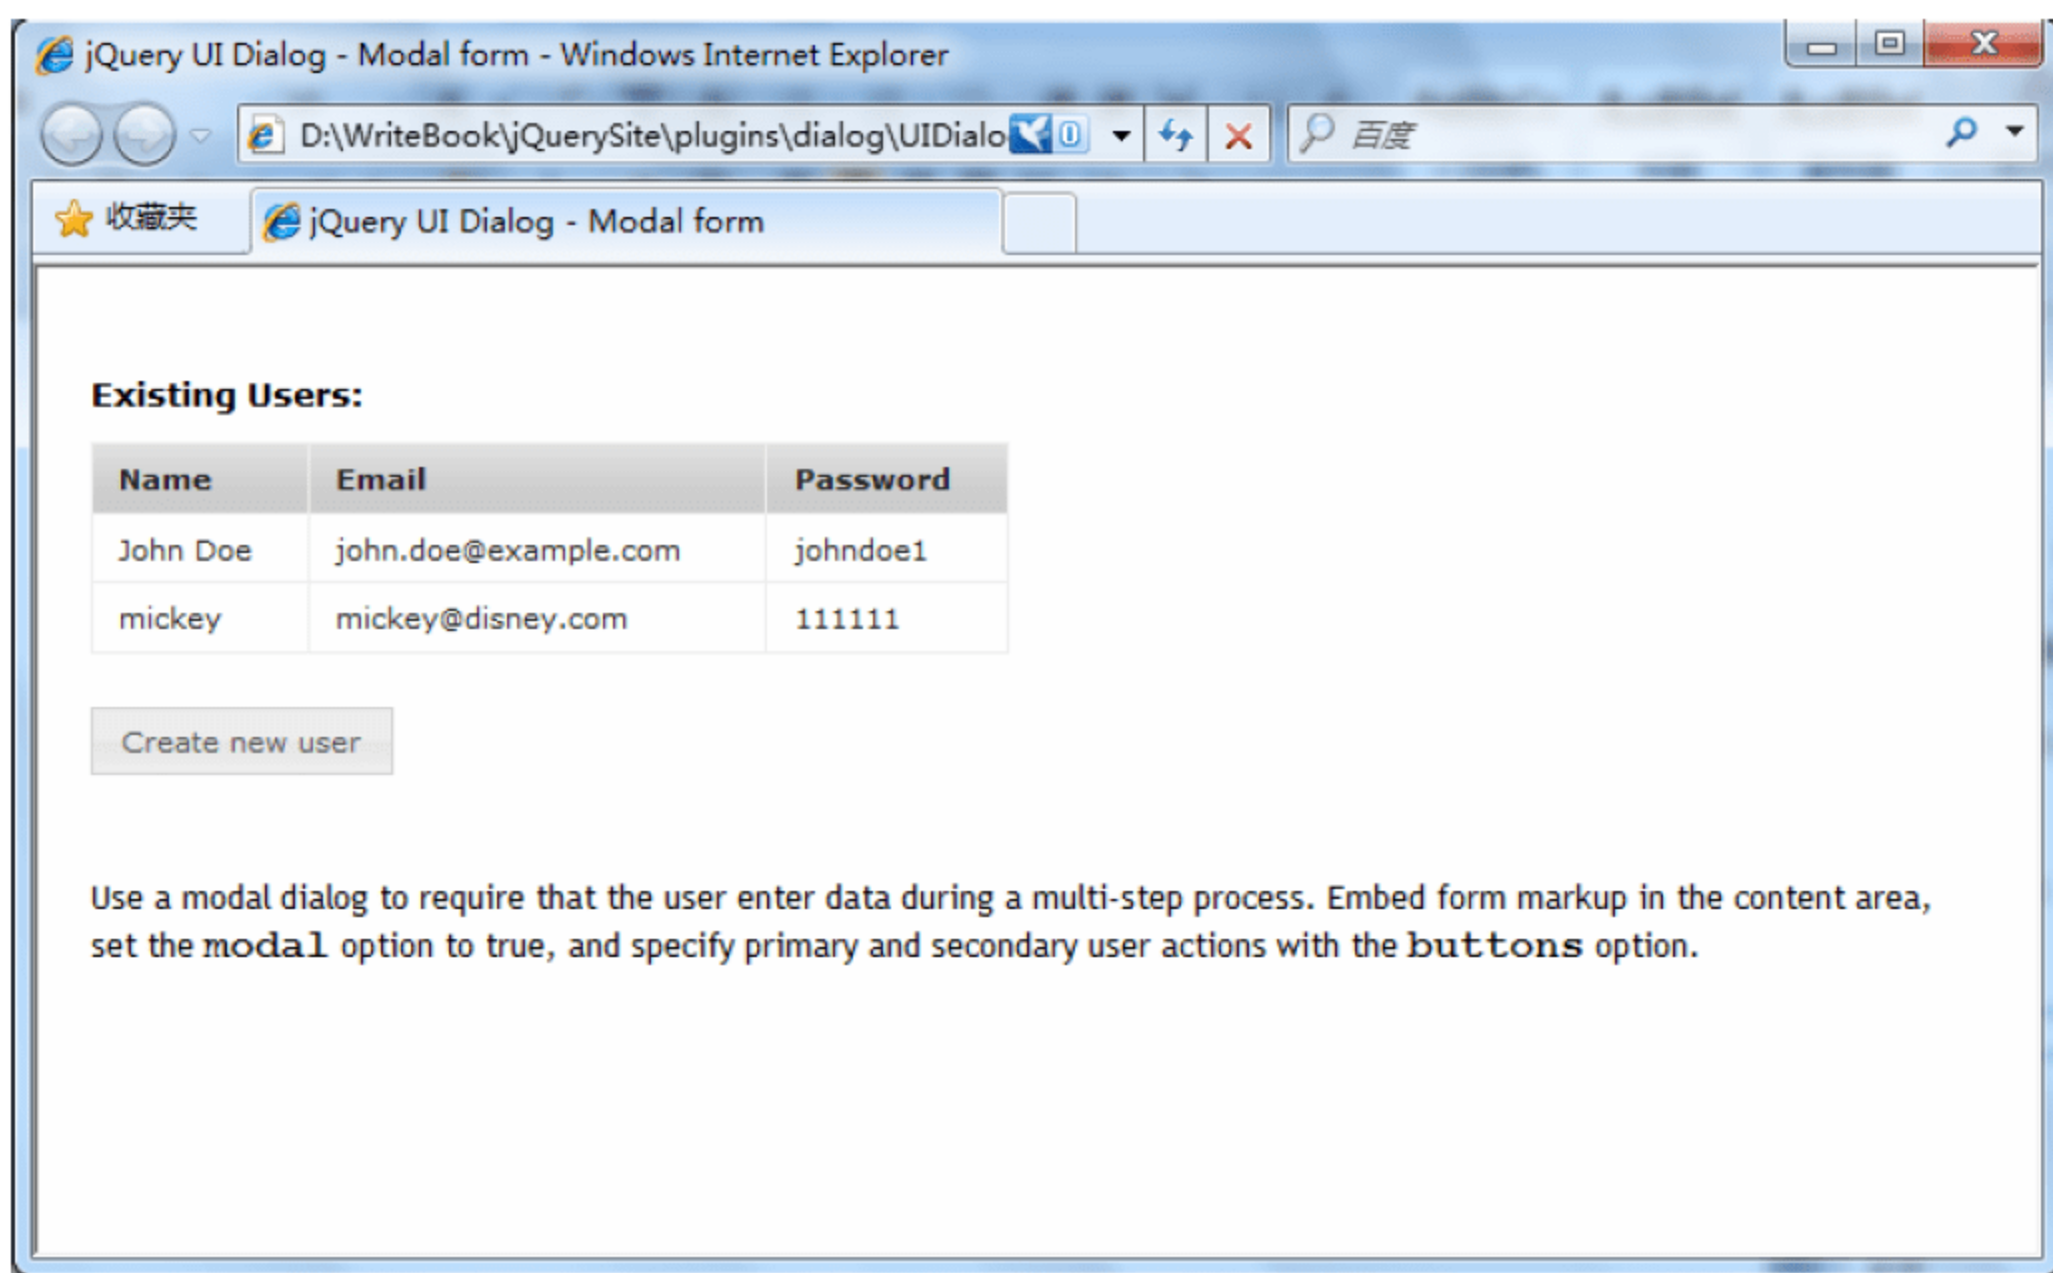 jQuery UI Dialog - Modal form - Windows Internet Explorer
D:\WriteBook\jQuerySite\plugins\dialog\UIDialo 0 百度
收藏夹 jQuery UI Dialog - Modal form
Existing Users:
Name Email Password
John Doe john.doe@example.com johndoe1
mickey mickey@disney.com 111111
Create new user
Use a modal dialog to require that the user enter data during a multi-step process. Embed form markup in the content area,
set the modal option to true, and specify primary and secondary user actions with the buttons option.